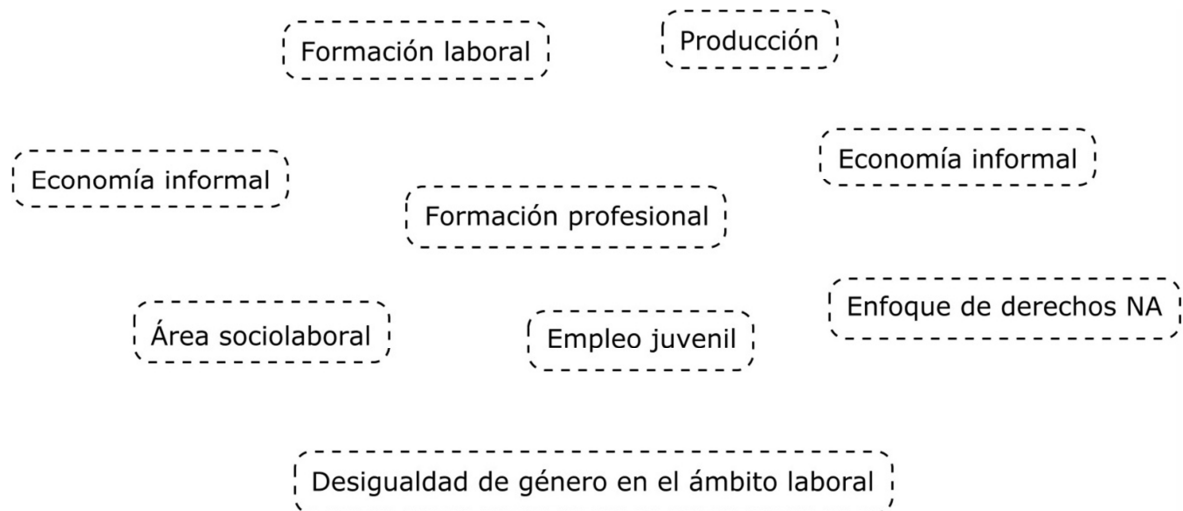 Formación laboral
Producción
Economía informal
Economía informal
Formación profesional
Enfoque de derechos NA
Área sociolaboral
Empleo juvenil
Desigualdad de género en el ámbito laboral